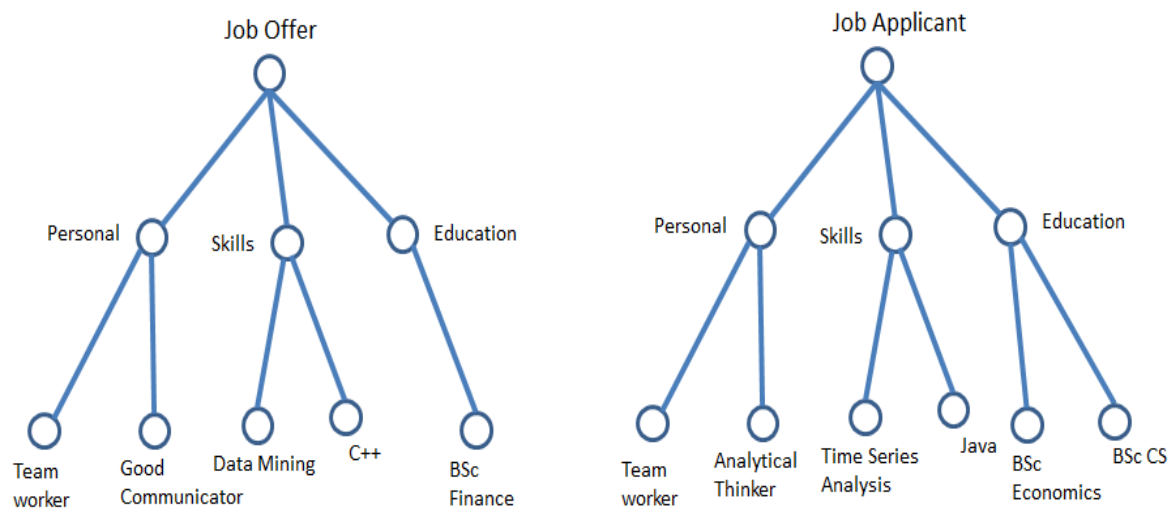 Job Offer
Personal
Skills
Education
Team
worker
Good
Communicator
Data Mining
C++
BSc
Finance
Job Applicant
Personal
Skills
Education
Team
worker
Analytical
Thinker
Time Series
Analysis
Java
BSc
Economics
BSc CS